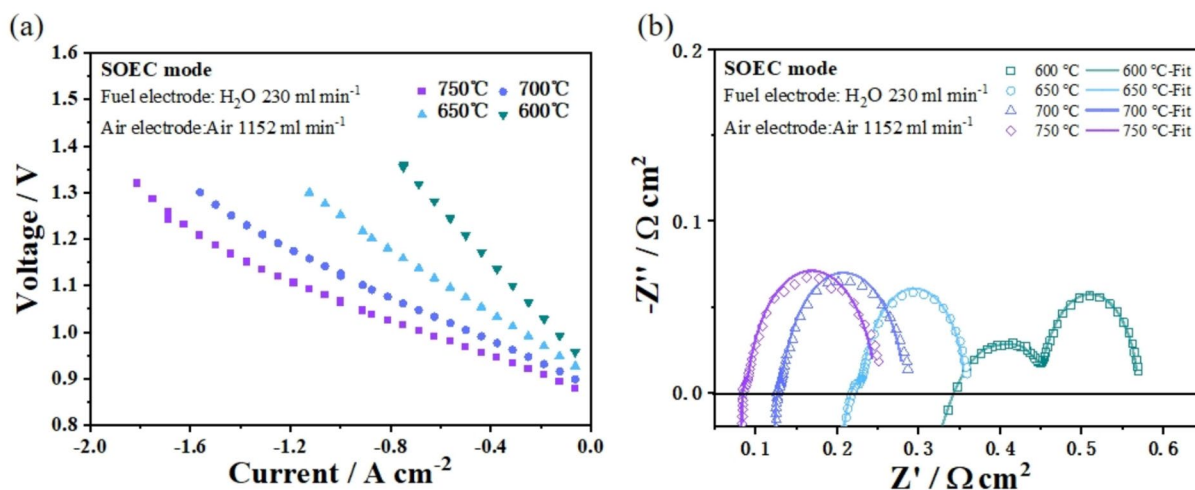 (a)
SOEC mode
Fuel electrode: H₂O 230 ml min⁻¹
Air electrode:Air 1152 ml min⁻¹
750℃ 700℃
650℃ 600℃
1.6
1.5
1.4
1.3
1.2
1.1
1.0
0.9
0.8
Voltage / V
-2.0 -1.6 -1.2 -0.8 -0.4 0.0
Current / A cm⁻²
(b)
SOEC mode
Fuel electrode: H₂O 230 ml min⁻¹
Air electrode:Air 1152 ml min⁻¹
600 ℃ 600 ℃-Fit
650 ℃ 650 ℃-Fit
700 ℃ 700 ℃-Fit
750 ℃ 750 ℃-Fit
0.2
0.1
0.0
-Z'' / Ω cm²
0.1 0.2 0.3 0.4 0.5 0.6
Z' / Ω cm²